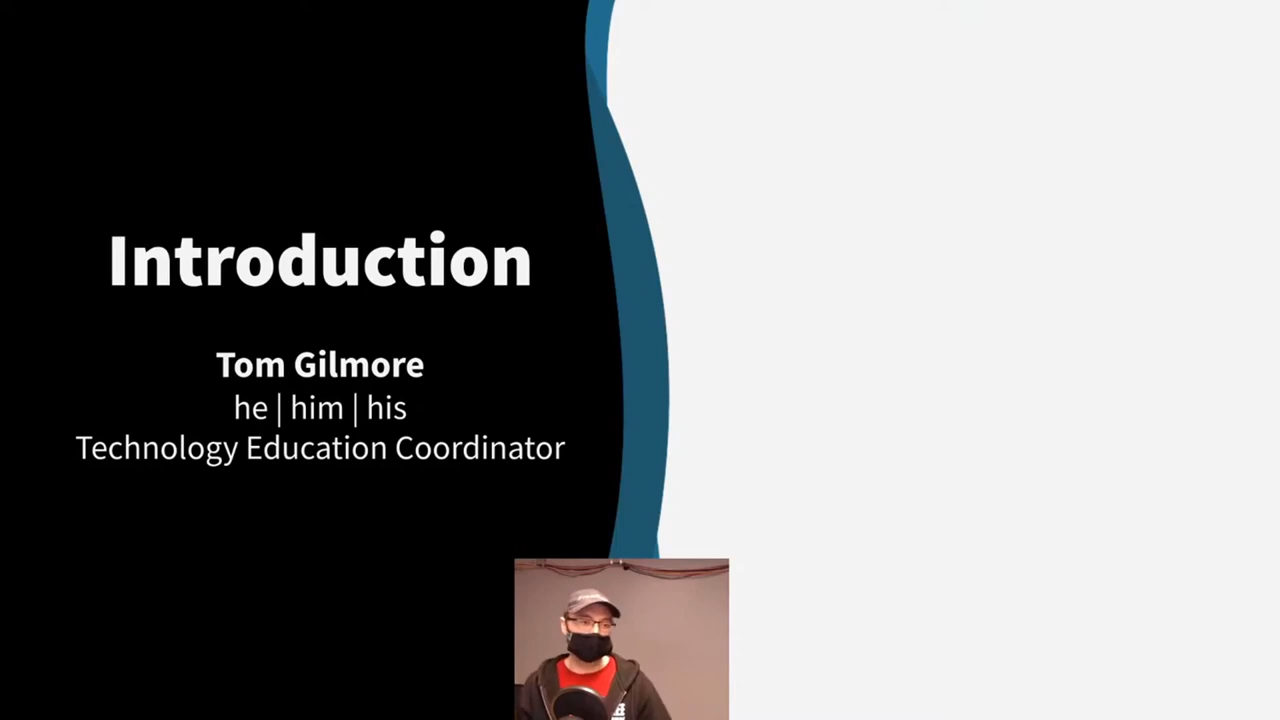 Introduction
Tom Gilmore
he | him | his
Technology Education Coordinator